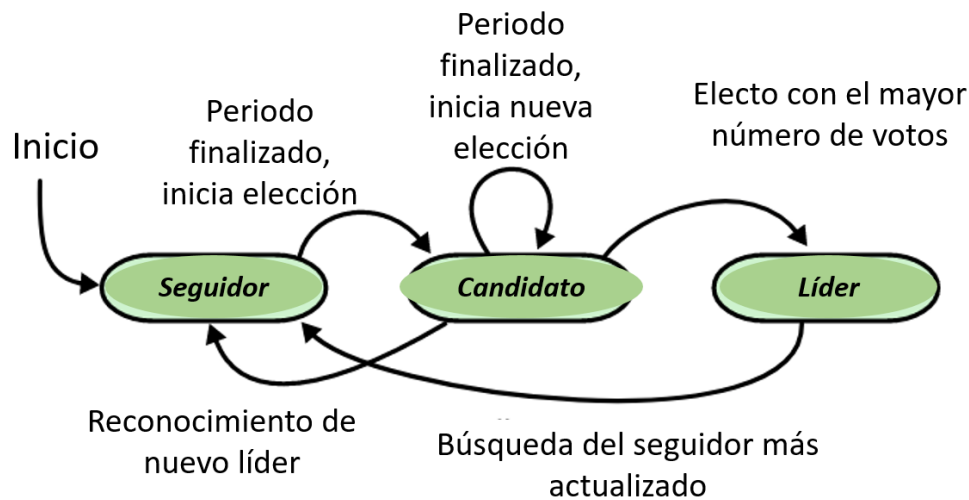 Periodo
finalizado,
inicia nueva
elección
Electo con el mayor
número de votos
Periodo
finalizado,
inicia elección
Inicio
Seguidor
Candidato
Líder
Reconocimiento de
nuevo líder
Búsqueda del seguidor más
actualizado